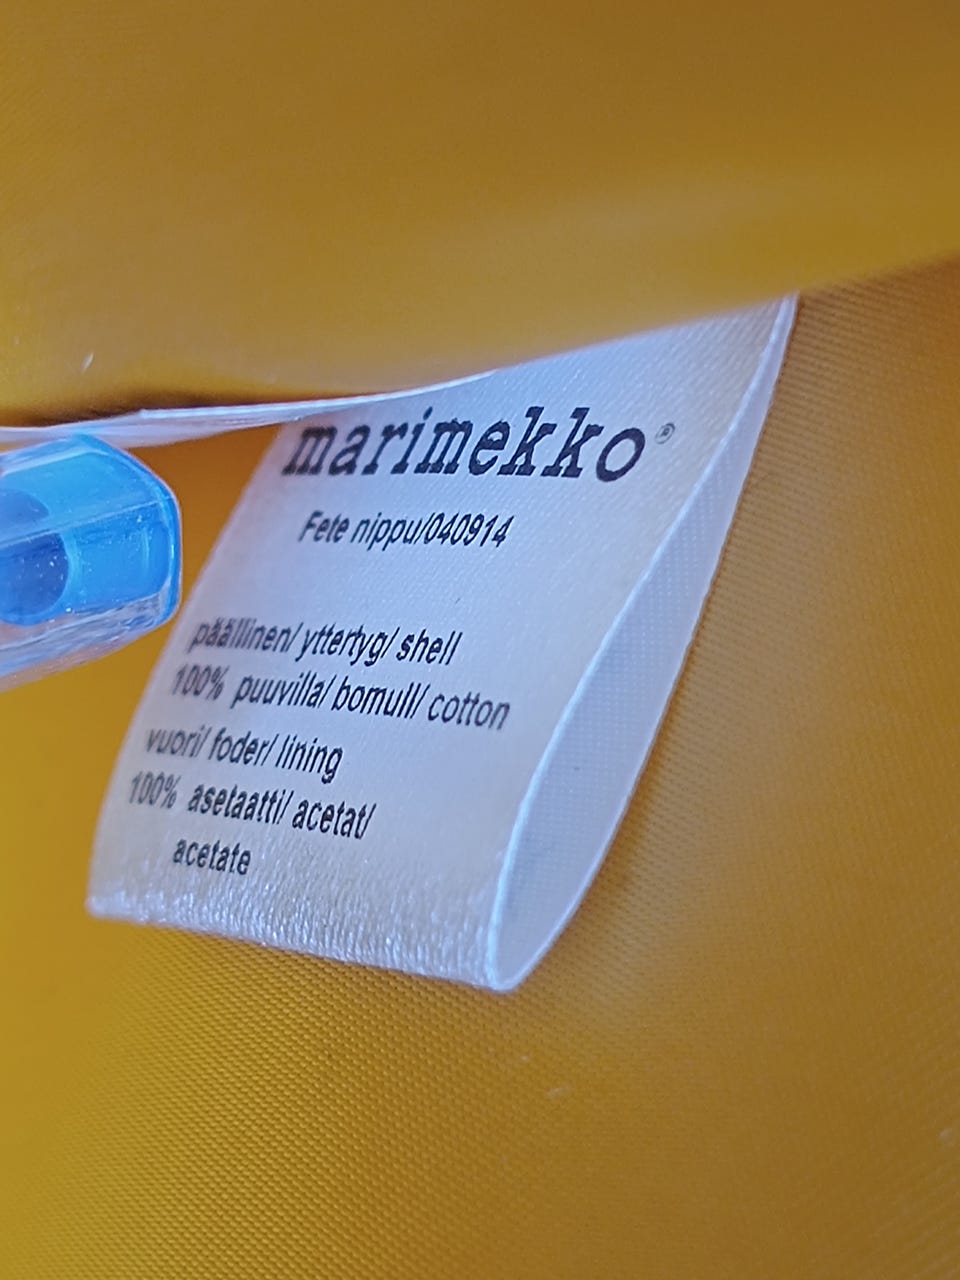 marimekko®
Fete nippu/040914
päällinen/ yttertyg/ shell
100% puuvilla/ bomull/ cotton
vuori/ foder/ lining
100% asetaatti/ acetat/
acetate